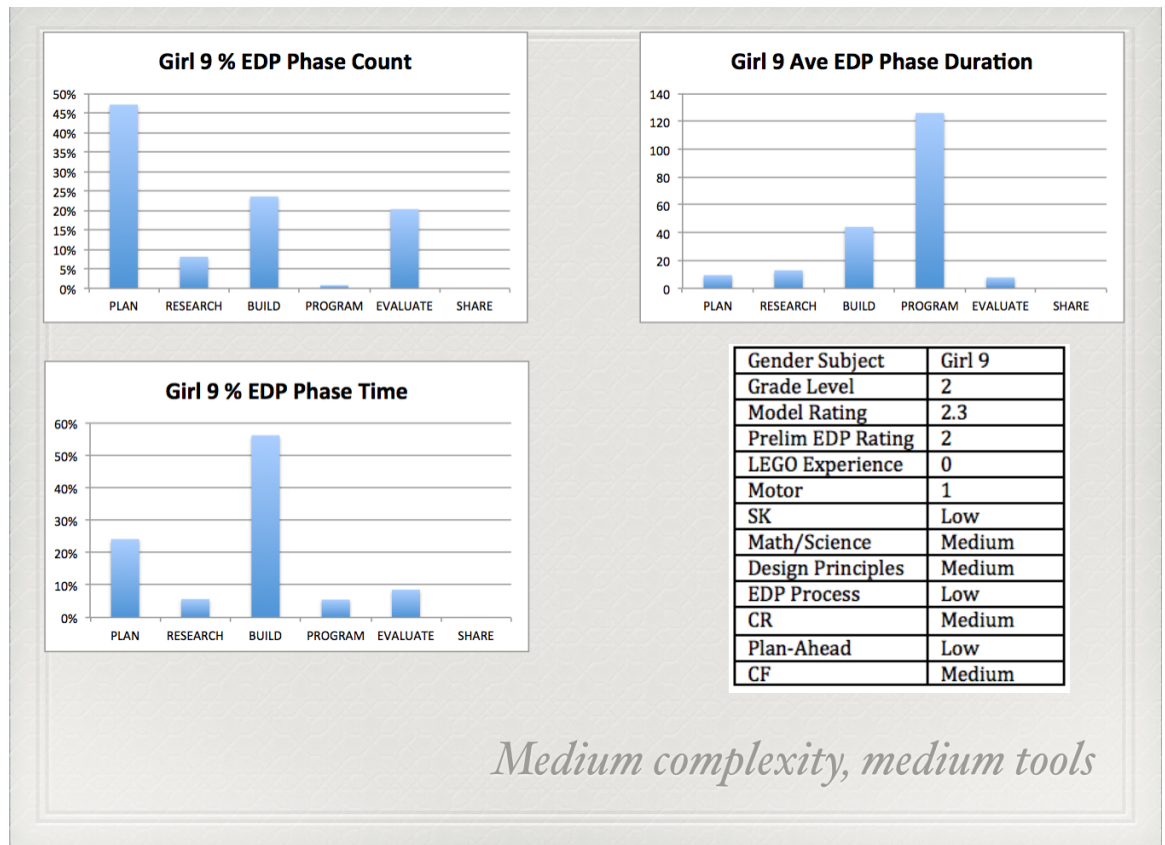 Girl 9 % EDP Phase Count
50%
45%
40%
35%
30%
25%
20%
15%
10%
5%
0%
PLAN RESEARCH BUILD PROGRAM EVALUATE SHARE
Girl 9 Ave EDP Phase Duration
140
120
100
80
60
40
20
0
PLAN RESEARCH BUILD PROGRAM EVALUATE SHARE
Girl 9 % EDP Phase Time
60%
50%
40%
30%
20%
10%
0%
PLAN RESEARCH BUILD PROGRAM EVALUATE SHARE
Gender Subject Girl 9
Grade Level 2
Model Rating 2.3
Prelim EDP Rating 2
LEGO Experience 0
Motor 1
SK Low
Math/Science Medium
Design Principles Medium
EDP Process Low
CR Medium
Plan-Ahead Low
CF Medium
Medium complexity, medium tools